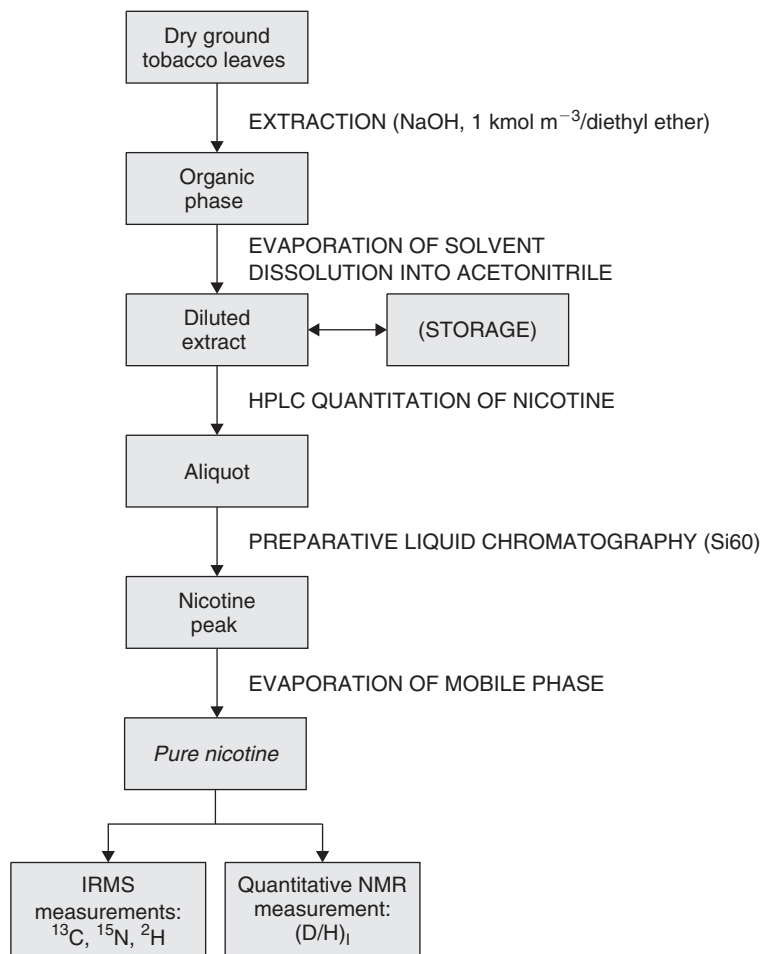 Dry ground
tobacco leaves
EXTRACTION (NaOH, 1 kmol m⁻³/diethyl ether)
Organic
phase
EVAPORATION OF SOLVENT
DISSOLUTION INTO ACETONITRILE
Diluted
extract
(STORAGE)
HPLC QUANTITATION OF NICOTINE
Aliquot
PREPARATIVE LIQUID CHROMATOGRAPHY (Si60)
Nicotine
peak
EVAPORATION OF MOBILE PHASE
Pure nicotine
IRMS
measurements:
¹³C, ¹⁵N, ²H
Quantitative NMR
measurement:
(D/H)ₗ